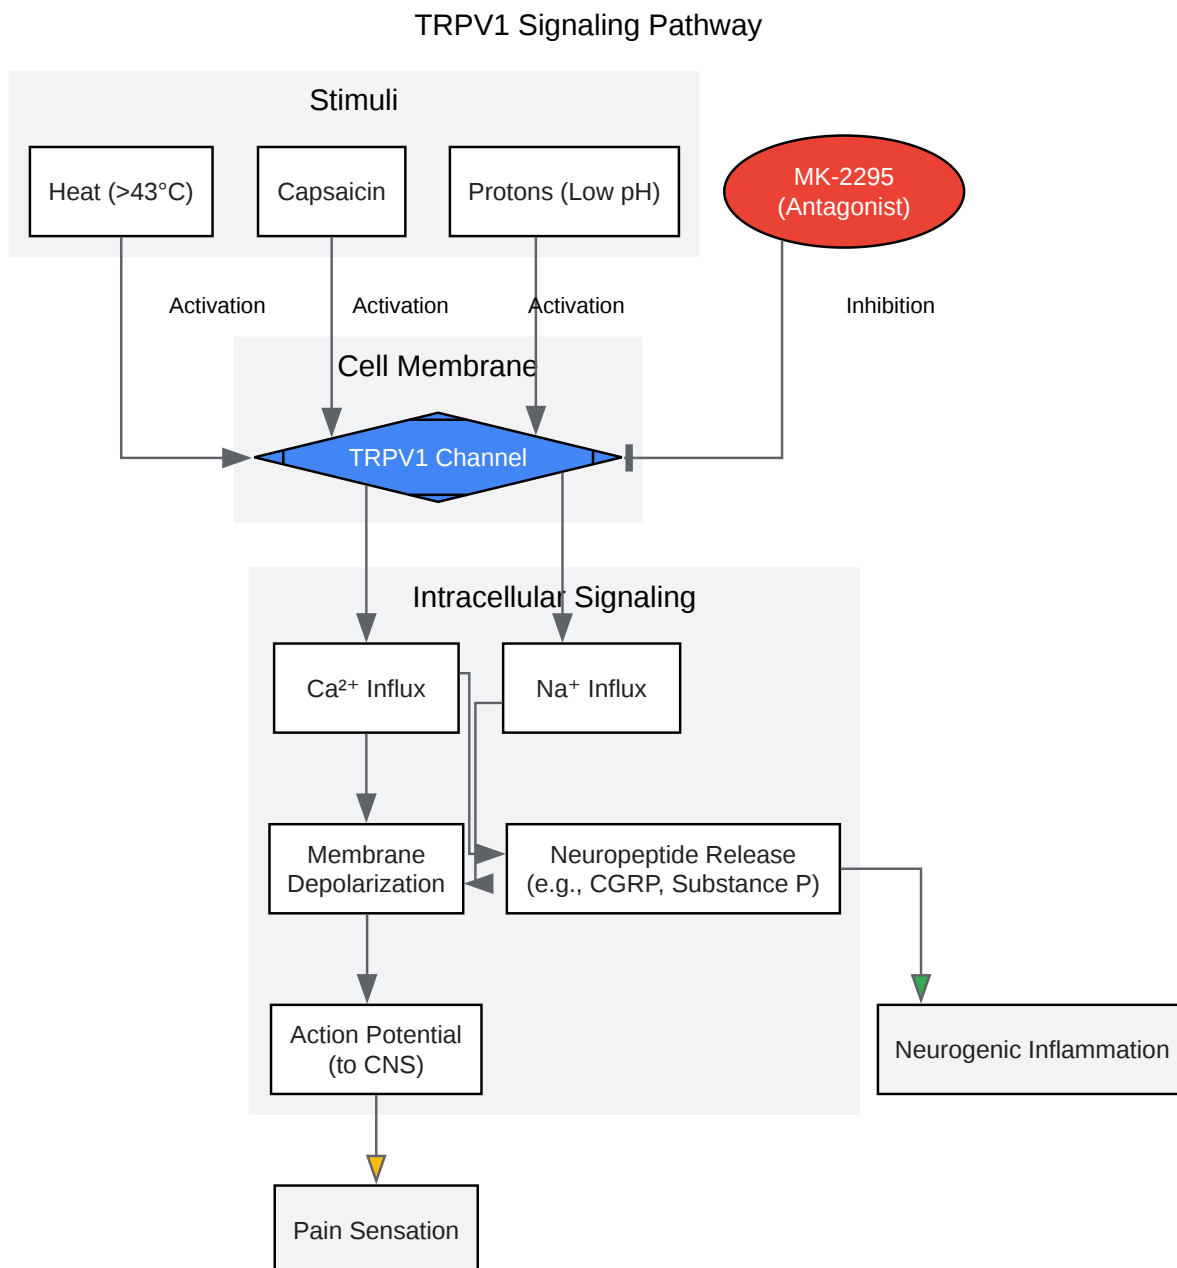 TRPV1 Signaling Pathway
Stimuli
Heat (>43°C)
Capsaicin
Protons (Low pH)
MK-2295
(Antagonist)
Activation
Activation
Activation
Inhibition
Cell Membrane
TRPV1 Channel
Intracellular Signaling
Ca²⁺ Influx
Na⁺ Influx
Membrane
Depolarization
Neuropeptide Release
(e.g., CGRP, Substance P)
Action Potential
(to CNS)
Neurogenic Inflammation
Pain Sensation